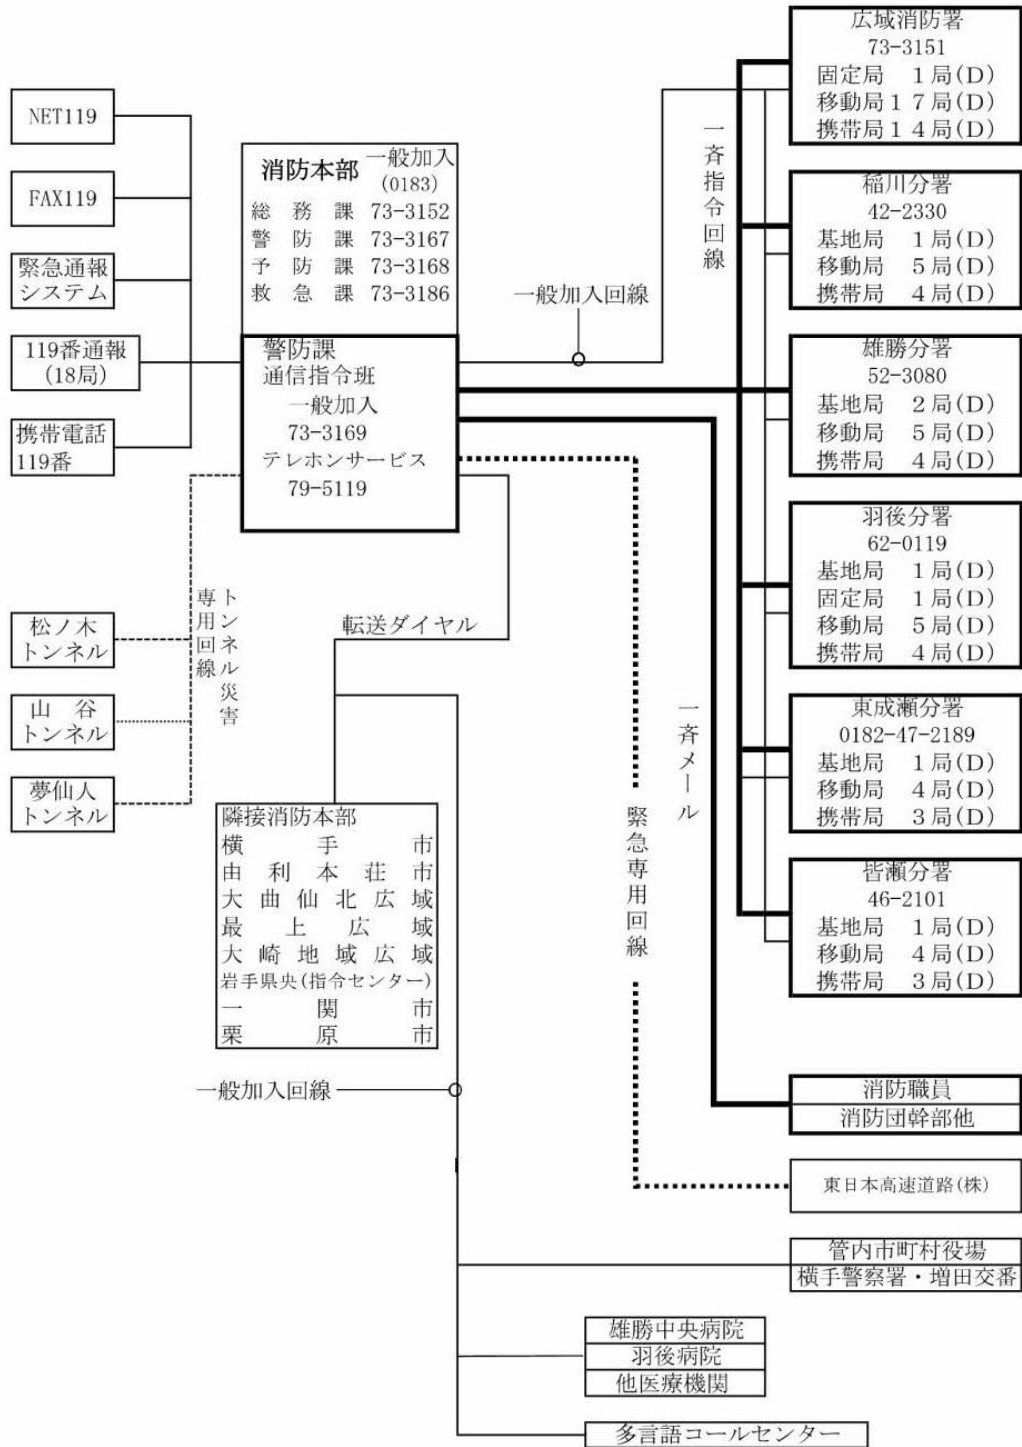 NET119
FAX119
緊急通報
システム
119番通報
(18局)
携帯電話
119番
松ノ木
トンネル
山　谷
トンネル
夢仙人
トンネル
トンネル災害
専用回線
消防本部 一般加入
(0183)
総　務　課 73-3152
警　防　課 73-3167
予　防　課 73-3168
救　急　課 73-3186
警防課
通信指令班
一般加入
73-3169
テレホンサービス
79-5119
一般加入回線
転送ダイヤル
隣接消防本部
横　手　市
由利本荘市
大曲仙北広域
最上広域
大崎地域広域
岩手県央(指令センター)
一　関　市
栗　原　市
一般加入回線
一斉指令回線
一斉メール
緊急専用回線
広域消防署
73-3151
固定局　１局(D)
移動局１７局(D)
携帯局１４局(D)
稲川分署
42-2330
基地局　１局(D)
移動局　５局(D)
携帯局　４局(D)
雄勝分署
52-3080
基地局　２局(D)
移動局　５局(D)
携帯局　４局(D)
羽後分署
62-0119
基地局　１局(D)
固定局　１局(D)
移動局　５局(D)
携帯局　４局(D)
東成瀬分署
0182-47-2189
基地局　１局(D)
移動局　４局(D)
携帯局　３局(D)
皆瀬分署
46-2101
基地局　１局(D)
移動局　４局(D)
携帯局　３局(D)
消防職員
消防団幹部他
東日本高速道路(株)
管内市町村役場
横手警察署・増田交番
雄勝中央病院
羽後病院
他医療機関
多言語コールセンター